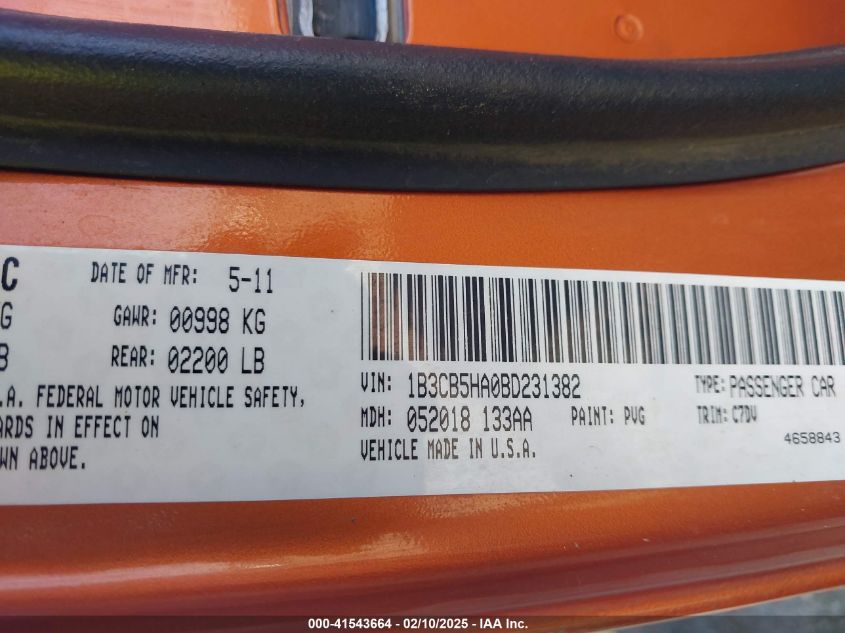 C DATE OF MFR: 5-11
G GAWR: 00998 KG
B REAR: 02200 LB
.A. FEDERAL MOTOR VEHICLE SAFETY,
ARDS IN EFFECT ON
WN ABOVE.
VIN: 1B3CB5HA0BD231382 TYPE: PASSENGER CAR
MDH: 052018 133AA PAINT: PVG TRIM: C7DV
VEHICLE MADE IN U.S.A.
4658843
000-41543664 — 02/10/2025 — IAA Inc.